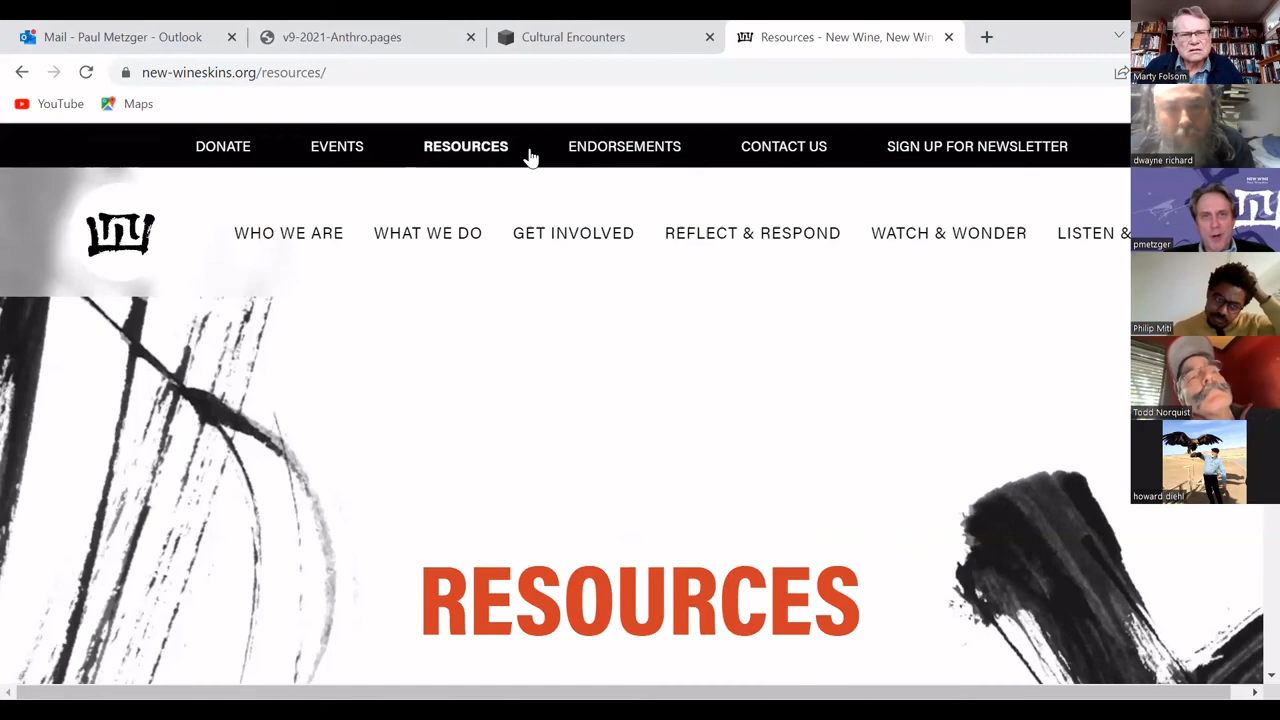 Mail - Paul Metzger - Outlook
v9-2021-Anthro.pages
Cultural Encounters
Resources - New Wine, New Win
new-wineskins.org/resources/
YouTube
Maps
DONATE
EVENTS
RESOURCES
ENDORSEMENTS
CONTACT US
SIGN UP FOR NEWSLETTER
WHO WE ARE
WHAT WE DO
GET INVOLVED
REFLECT & RESPOND
WATCH & WONDER
LISTEN &
RESOURCES
Marty Folsom
dwayne richard
NEW WINE
pmetzger
Philip Miti
Todd Norquist
howard diehl